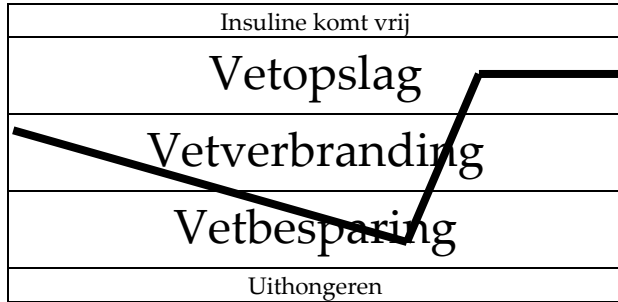 Insuline komt vrij
Vetopslag
Vetverbranding
Vetbesparing
Uithongeren